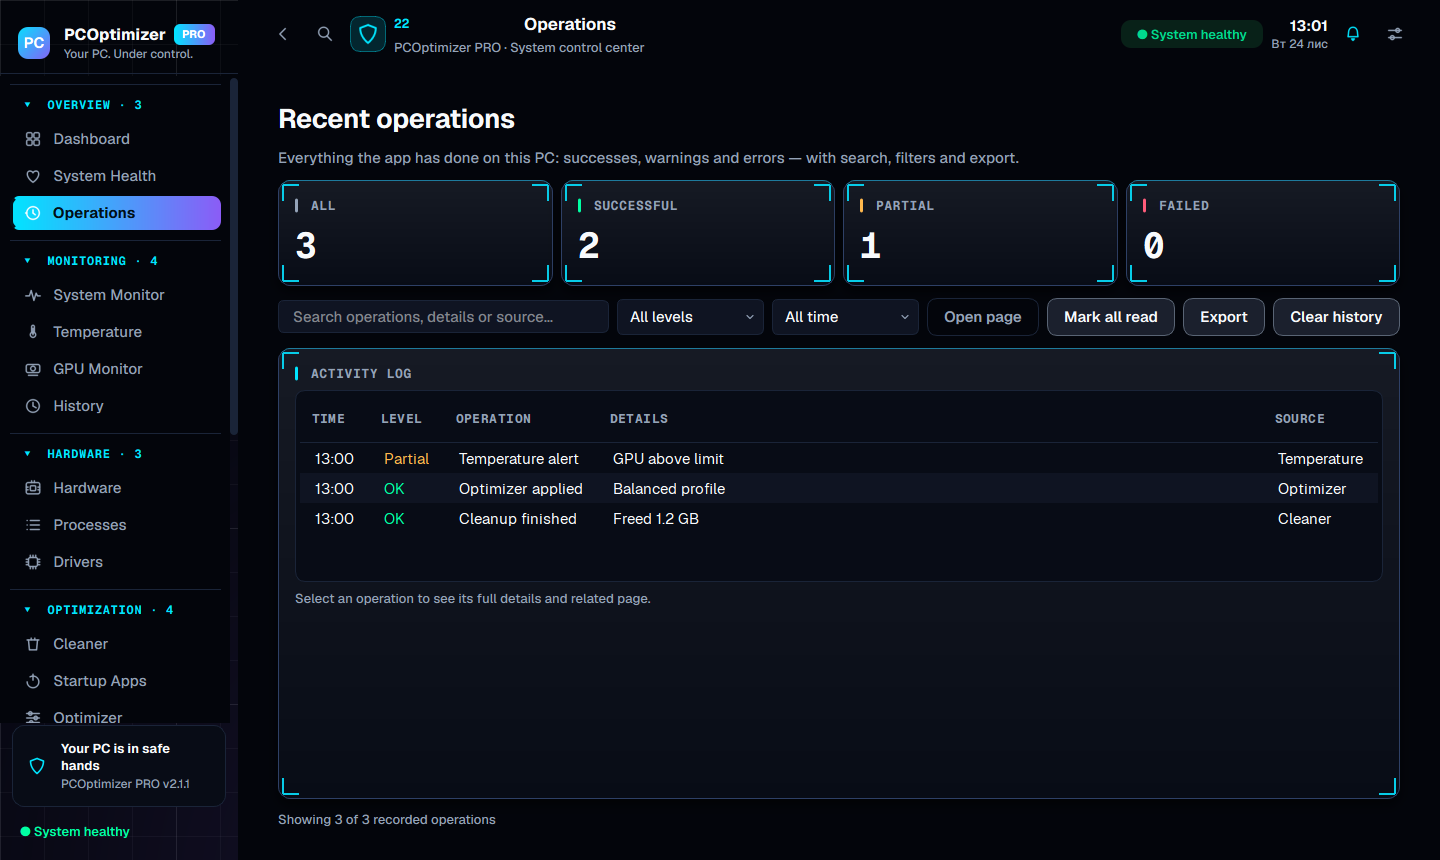 PC
PCOptimizer PRO
Your PC. Under control.
OVERVIEW · 3
Dashboard
System Health
Operations
MONITORING · 4
System Monitor
Temperature
GPU Monitor
History
HARDWARE · 3
Hardware
Processes
Drivers
OPTIMIZATION · 4
Cleaner
Startup Apps
Optimizer
Your PC is in safe
hands
PCOptimizer PRO v2.1.1
System healthy
22 Operations
PCOptimizer PRO · System control center
System healthy
13:01
Вт 24 лис
Recent operations
Everything the app has done on this PC: successes, warnings and errors — with search, filters and export.
ALL
3
SUCCESSFUL
2
PARTIAL
1
FAILED
0
Search operations, details or source... All levels All time Open page Mark all read Export Clear history
ACTIVITY LOG
TIME LEVEL OPERATION DETAILS SOURCE
13:00 Partial Temperature alert GPU above limit Temperature
13:00 OK Optimizer applied Balanced profile Optimizer
13:00 OK Cleanup finished Freed 1.2 GB Cleaner
Select an operation to see its full details and related page.
Showing 3 of 3 recorded operations